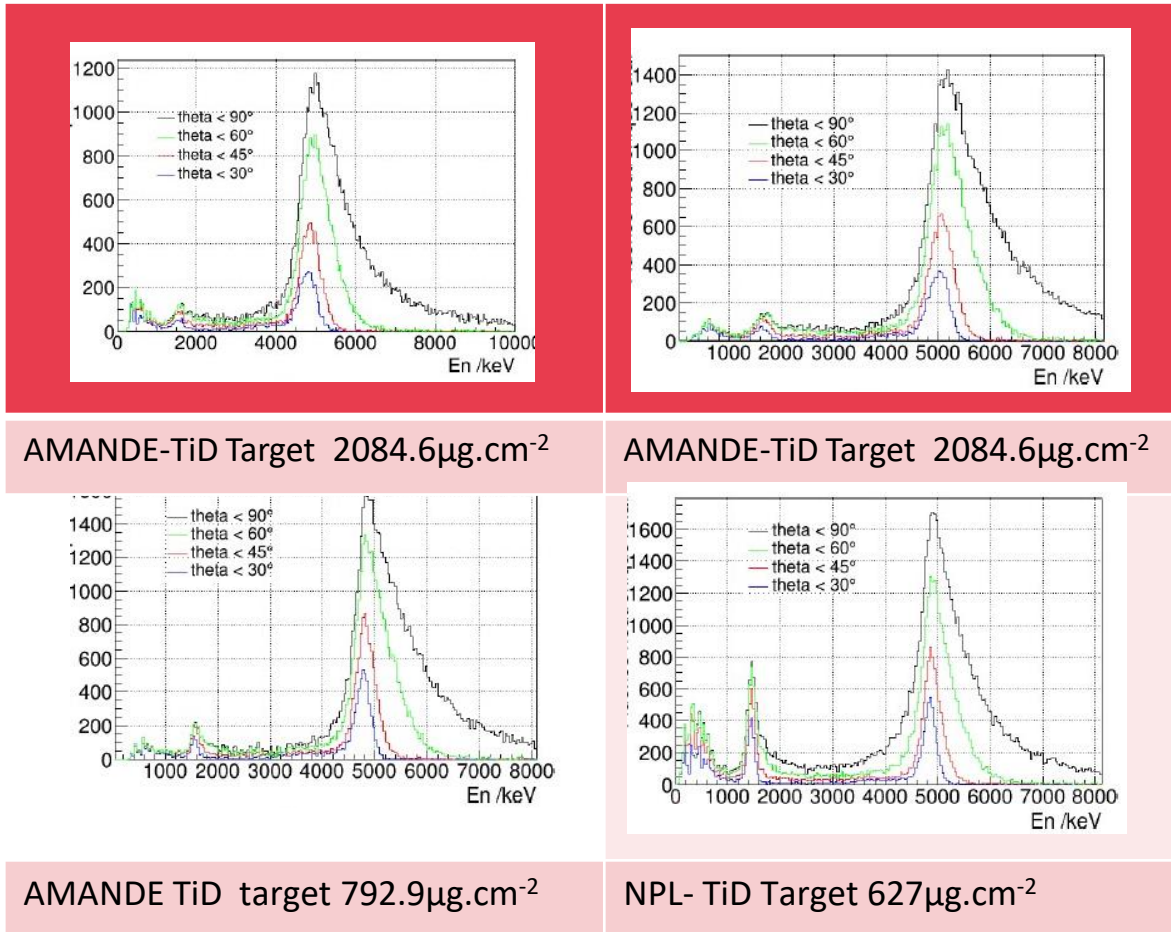 1200
1000
800
600
400
200
0
theta < 90°
theta < 60°
theta < 45°
theta < 30°
0 2000 4000 6000 8000 10000
En /keV
1400
1200
1000
800
600
400
200
0
theta < 90°
theta < 60°
theta < 45°
theta < 30°
1000 2000 3000 4000 5000 6000 7000 8000
En /keV
AMANDE-TiD Target 2084.6µg.cm-2
AMANDE-TiD Target 2084.6µg.cm-2
1400
1200
1000
800
600
400
200
0
theta < 90°
theta < 60°
theta < 45°
theta < 30°
1000 2000 3000 4000 5000 6000 7000 8000
En /keV
1600
1400
1200
1000
800
600
400
200
0
theta < 90°
theta < 60°
theta < 45°
theta < 30°
0 1000 2000 3000 4000 5000 6000 7000 8000
En /keV
AMANDE TiD target 792.9µg.cm-2
NPL- TiD Target 627µg.cm-2